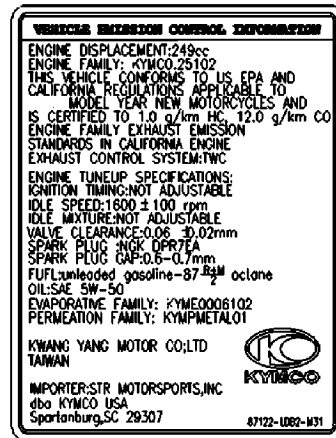 VEHICLE EMISSION CONTROL INFORMATION
ENGINE DISPLACEMENT:249cc
ENGINE FAMILY: KYMCO.25102
THIS VEHICLE CONFORMS TO US EPA AND
CALIFORNIA REGULATIONS APPLICABLE TO
MODEL YEAR NEW MOTORCYCLES AND
IS CERTIFIED TO 1.0 g/km HC, 12.0 g/km CO
ENGINE FAMILY EXHAUST EMISSION
STANDARDS IN CALIFORNIA ENGINE
EXHAUST CONTROL SYSTEM:TWC
ENGINE TUNEUP SPECIFICATIONS:
IGNITION TIMING:NOT ADJUSTABLE
IDLE SPEED:1600 ± 100 rpm
IDLE MIXTURE:NOT ADJUSTABLE
VALVE CLEARANCE:0.06 ±0.02mm
SPARK PLUG :NGK DPR7EA
SPARK PLUG GAP:0.6-0.7mm
FUEL:unleaded gasoline-87 R+M/2 octane
OIL:SAE 5W-50
EVAPORATIVE FAMILY: KYME0006102
PERMEATION FAMILY: KYMPMETAL01
KWANG YANG MOTOR CO;LTD
TAIWAN
KYMCO
IMPORTER:STR MOTORSPORTS,INC
dba KYMCO USA
Spartanburg,SC 29307
87122-LDB2-M31